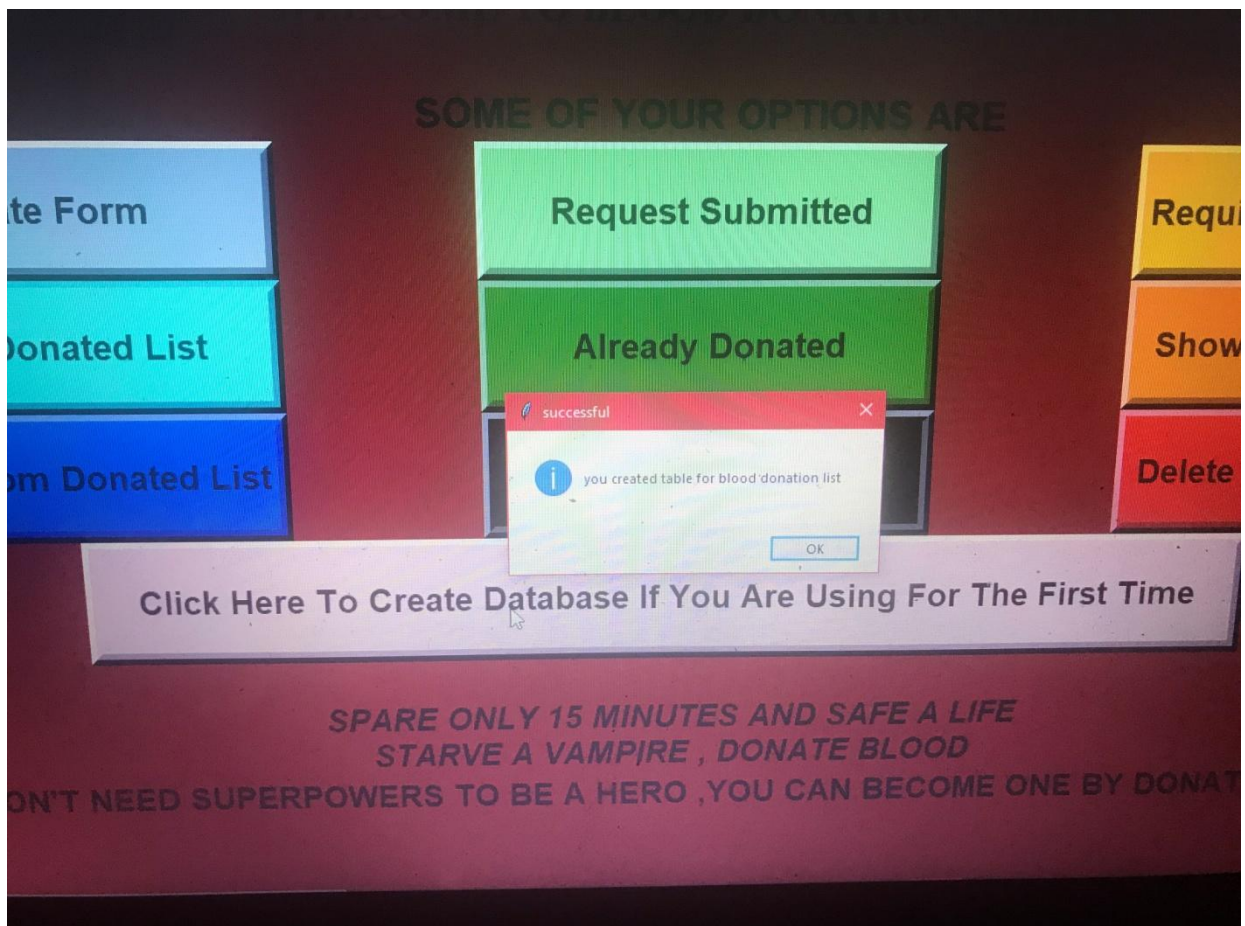 SOME OF YOUR OPTIONS ARE
te Form
Request Submitted
Requi
Donated List
Already Donated
Show
successful
you created table for blood donation list
OK
om Donated List
Delete
Click Here To Create Database If You Are Using For The First Time
SPARE ONLY 15 MINUTES AND SAFE A LIFE
STARVE A VAMPIRE , DONATE BLOOD
ON'T NEED SUPERPOWERS TO BE A HERO ,YOU CAN BECOME ONE BY DONAT